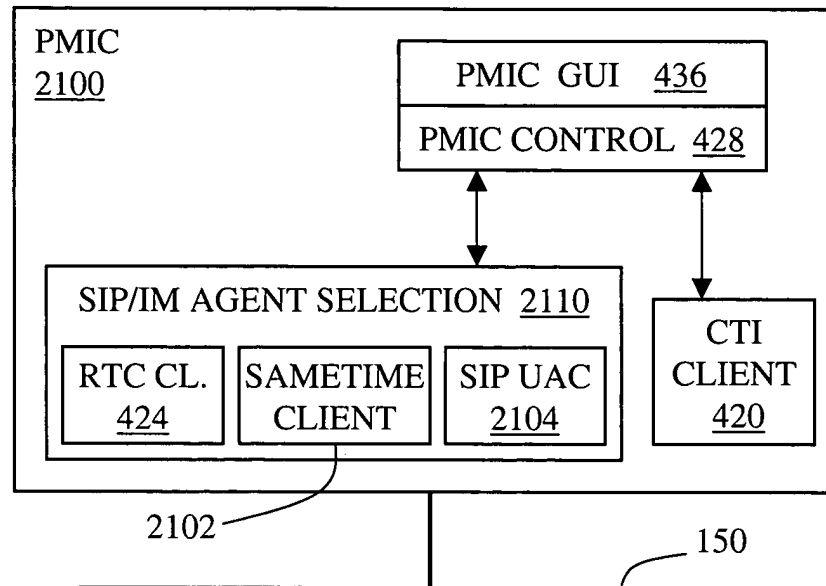 PMIC
2100
PMIC GUI 436
PMIC CONTROL 428
SIP/IM AGENT SELECTION 2110
RTC CL.
424
SAMETIME
CLIENT
SIP UAC
2104
CTI
CLIENT
420
2102
150